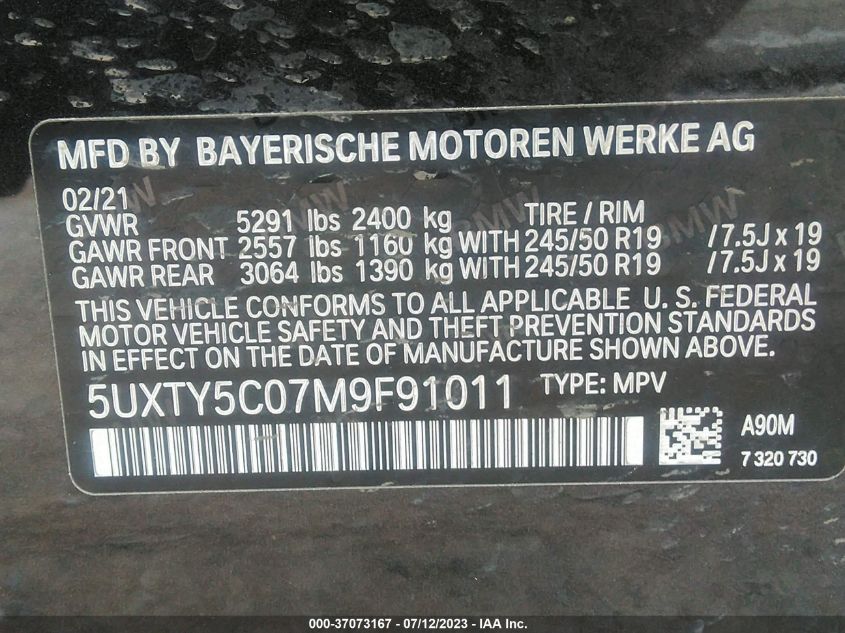 MFD BY BAYERISCHE MOTOREN WERKE AG
02/21
GVWR 5291 lbs 2400 kg TIRE / RIM
GAWR FRONT 2557 lbs 1160 kg WITH 245/50 R19 / 7.5J x 19
GAWR REAR 3064 lbs 1390 kg WITH 245/50 R19 / 7.5J x 19
THIS VEHICLE CONFORMS TO ALL APPLICABLE U. S. FEDERAL
MOTOR VEHICLE SAFETY AND THEFT PREVENTION STANDARDS
IN EFFECT ON THE DATE OF MANUFACTURE SHOWN ABOVE.
5UXTY5C07M9F91011 TYPE: MPV
A90M
7 320 730
000-37073167 - 07/12/2023 - IAA Inc.